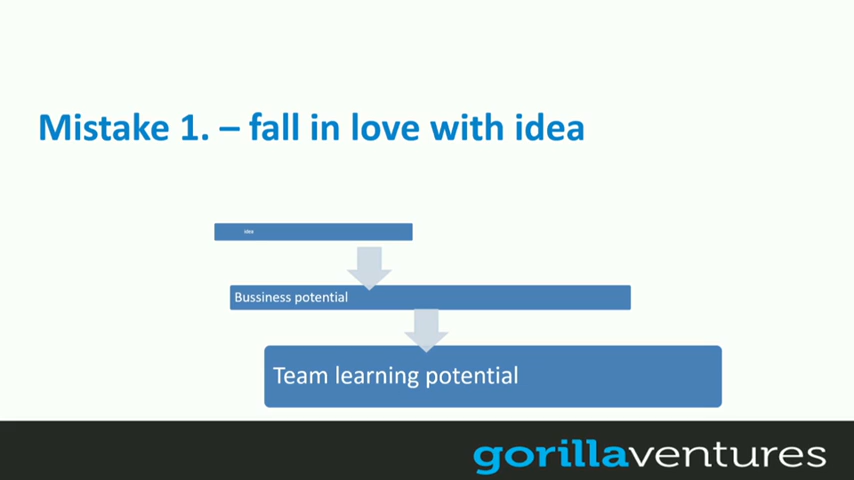 Mistake 1. – fall in love with idea
Idea
Bussiness potential
Team learning potential
gorillaventures